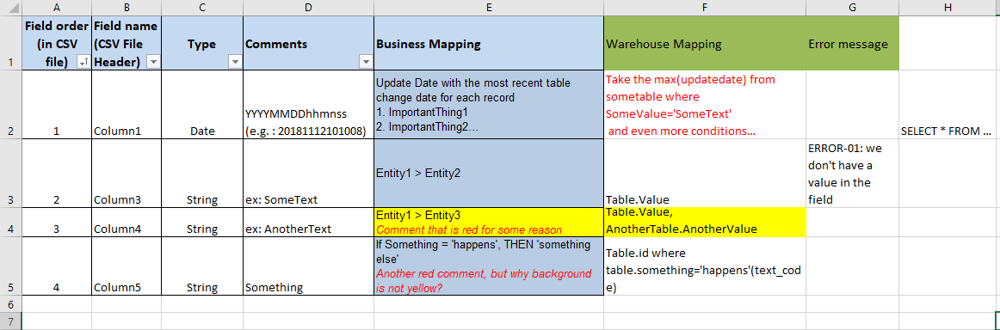 A B C D E F G H
Field order Field name
(in CSV (CSV File Type Comments Business Mapping Warehouse Mapping Error message
1 file) Header)
Update Date with the most recent table
change date for each record
1. ImportantThing1
2. ImportantThing2...
Take the max(updatedate) from
sometable where
SomeValue='SomeText'
and even more conditions...
YYYYMMDDhhmnss
2 1 Column1 Date (e.g. : 20181112101008) SELECT * FROM ...
ERROR-01: we
don't have a
value in the
field
Entity1 > Entity2
3 2 Column3 String ex: SomeText Table.Value
Entity1 > Entity3
Comment that is red for some reason
Table.Value,
AnotherTable.AnotherValue
4 3 Column4 String ex: AnotherText
If Something = 'happens', THEN 'something
else'
Another red comment, but why background
is not yellow?
Table.id where
table.something='happens'(text_cod
e)
5 4 Column5 String Something
6
7